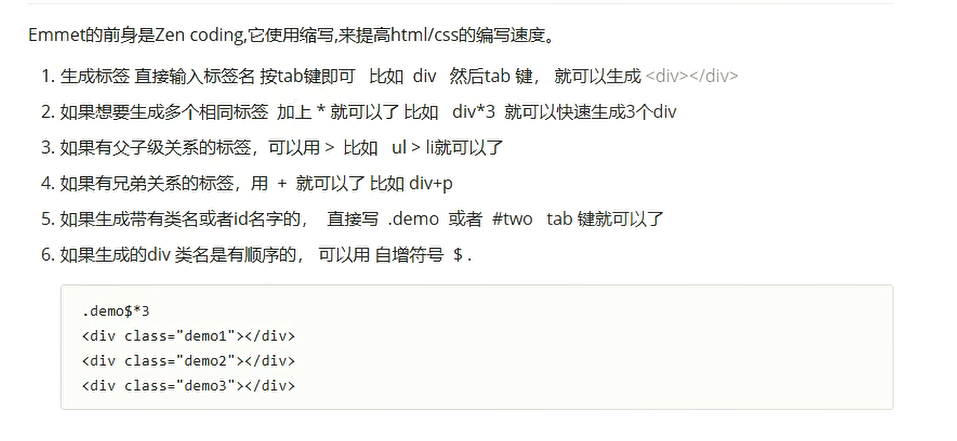 Emmet的前身是Zen coding,它使用缩写,来提高html/css的编写速度。
1. 生成标签 直接输入标签名 按tab键即可 比如 div 然后tab 键， 就可以生成 <div></div>
2. 如果想要生成多个相同标签 加上 * 就可以了 比如 div*3 就可以快速生成3个div
3. 如果有父子级关系的标签，可以用 > 比如 ul > li就可以了
4. 如果有兄弟关系的标签，用 + 就可以了 比如 div+p
5. 如果生成带有类名或者id名字的， 直接写 .demo 或者 #two tab 键就可以了
6. 如果生成的div 类名是有顺序的， 可以用 自增符号 $ .
.demo$*3
<div class="demo1"></div>
<div class="demo2"></div>
<div class="demo3"></div>